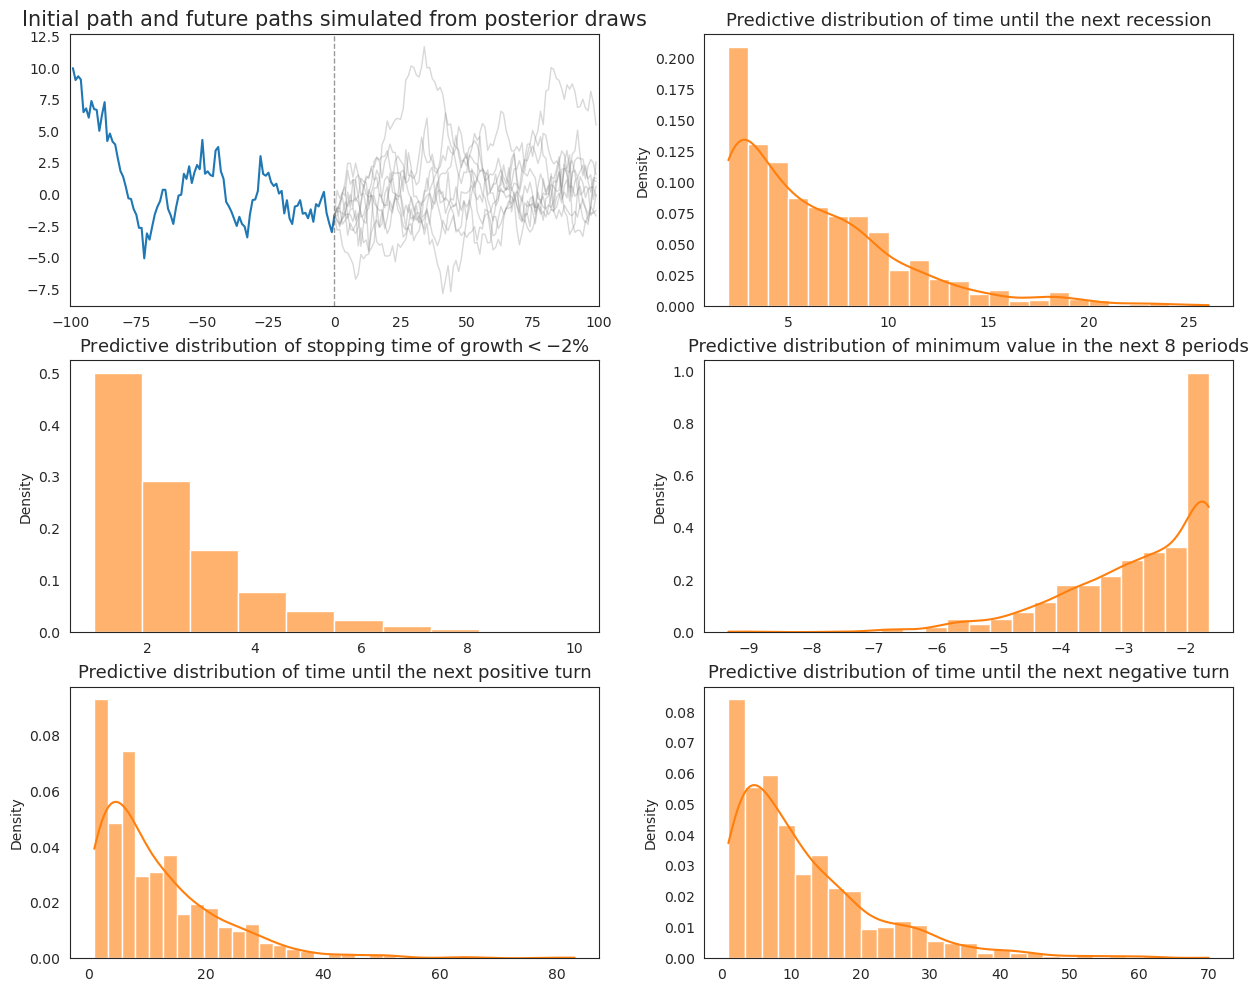 Initial path and future paths simulated from posterior draws
12.5
10.0
7.5
5.0
2.5
0.0
−2.5
−5.0
−7.5
−100 −75 −50 −25 0 25 50 75 100
Predictive distribution of time until the next recession
Density
0.200
0.175
0.150
0.125
0.100
0.075
0.050
0.025
0.000
5 10 15 20 25
Predictive distribution of stopping time of growth < −2%
Density
0.5
0.4
0.3
0.2
0.1
0.0
2 4 6 8 10
Predictive distribution of minimum value in the next 8 periods
Density
1.0
0.8
0.6
0.4
0.2
0.0
−9 −8 −7 −6 −5 −4 −3 −2
Predictive distribution of time until the next positive turn
Density
0.08
0.06
0.04
0.02
0.00
0 20 40 60 80
Predictive distribution of time until the next negative turn
Density
0.08
0.07
0.06
0.05
0.04
0.03
0.02
0.01
0.00
0 10 20 30 40 50 60 70